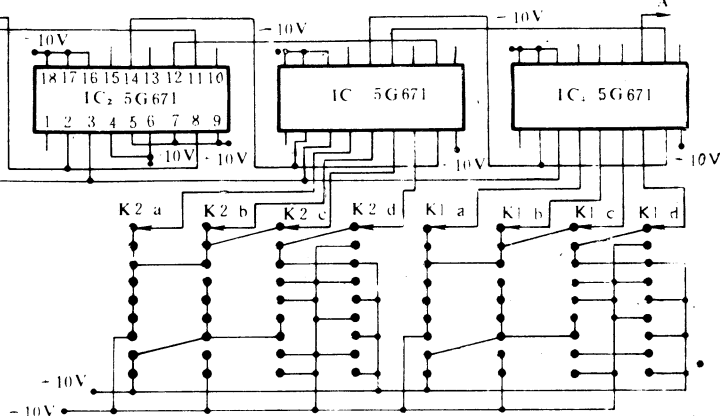 A
-10V -10V -10V
18 17 16 15 14 13 12 11 10
IC₂ 5G671 IC 5G671 IC 5G671
1 2 3 4 5 6 7 8 9
10V -10V 10V -10V
K2 a K2 b K2 c K2 d K1 a K1 b K1 c K1 d
-10V
-10V